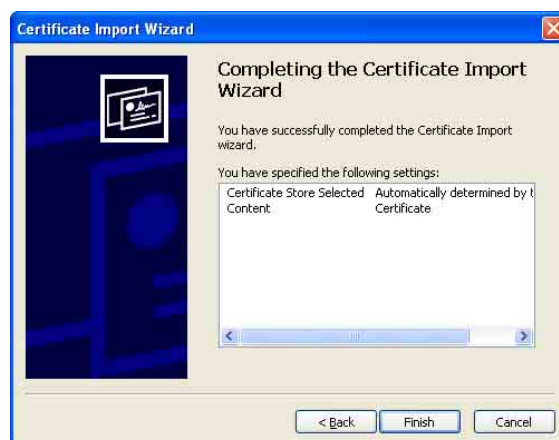 Certificate Import Wizard
Completing the Certificate Import
Wizard
You have successfully completed the Certificate Import
wizard.
You have specified the following settings:
Certificate Store Selected Automatically determined by t
Content Certificate
< Back Finish Cancel